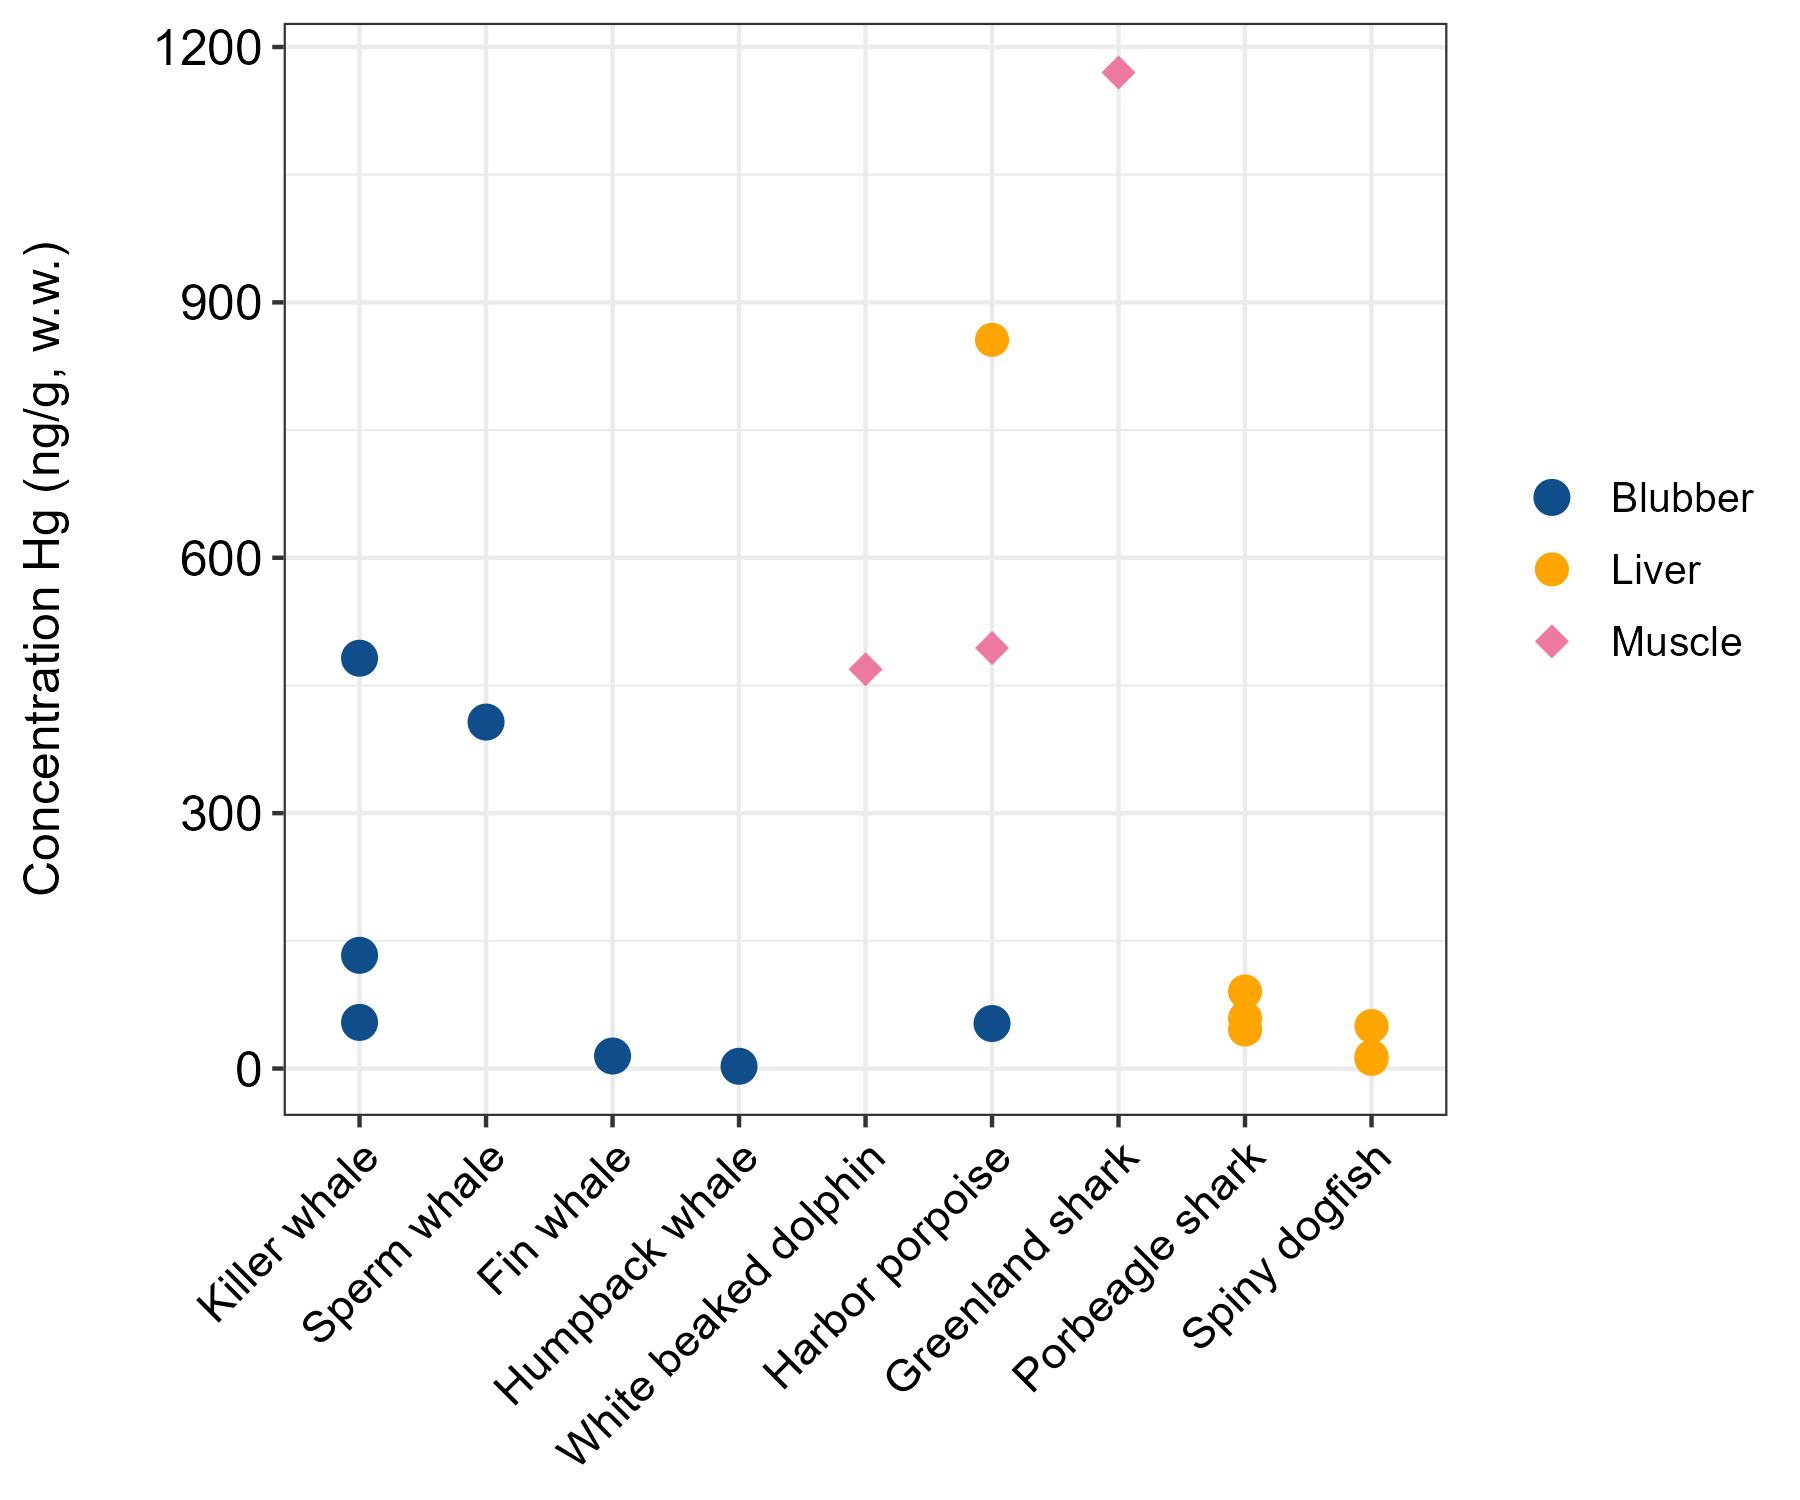 Concentration Hg (ng/g, w.w.)
1200
900
600
300
0
Killer whale
Sperm whale
Fin whale
Humpback whale
White beaked dolphin
Harbor porpoise
Greenland shark
Porbeagle shark
Spiny dogfish
Blubber
Liver
Muscle